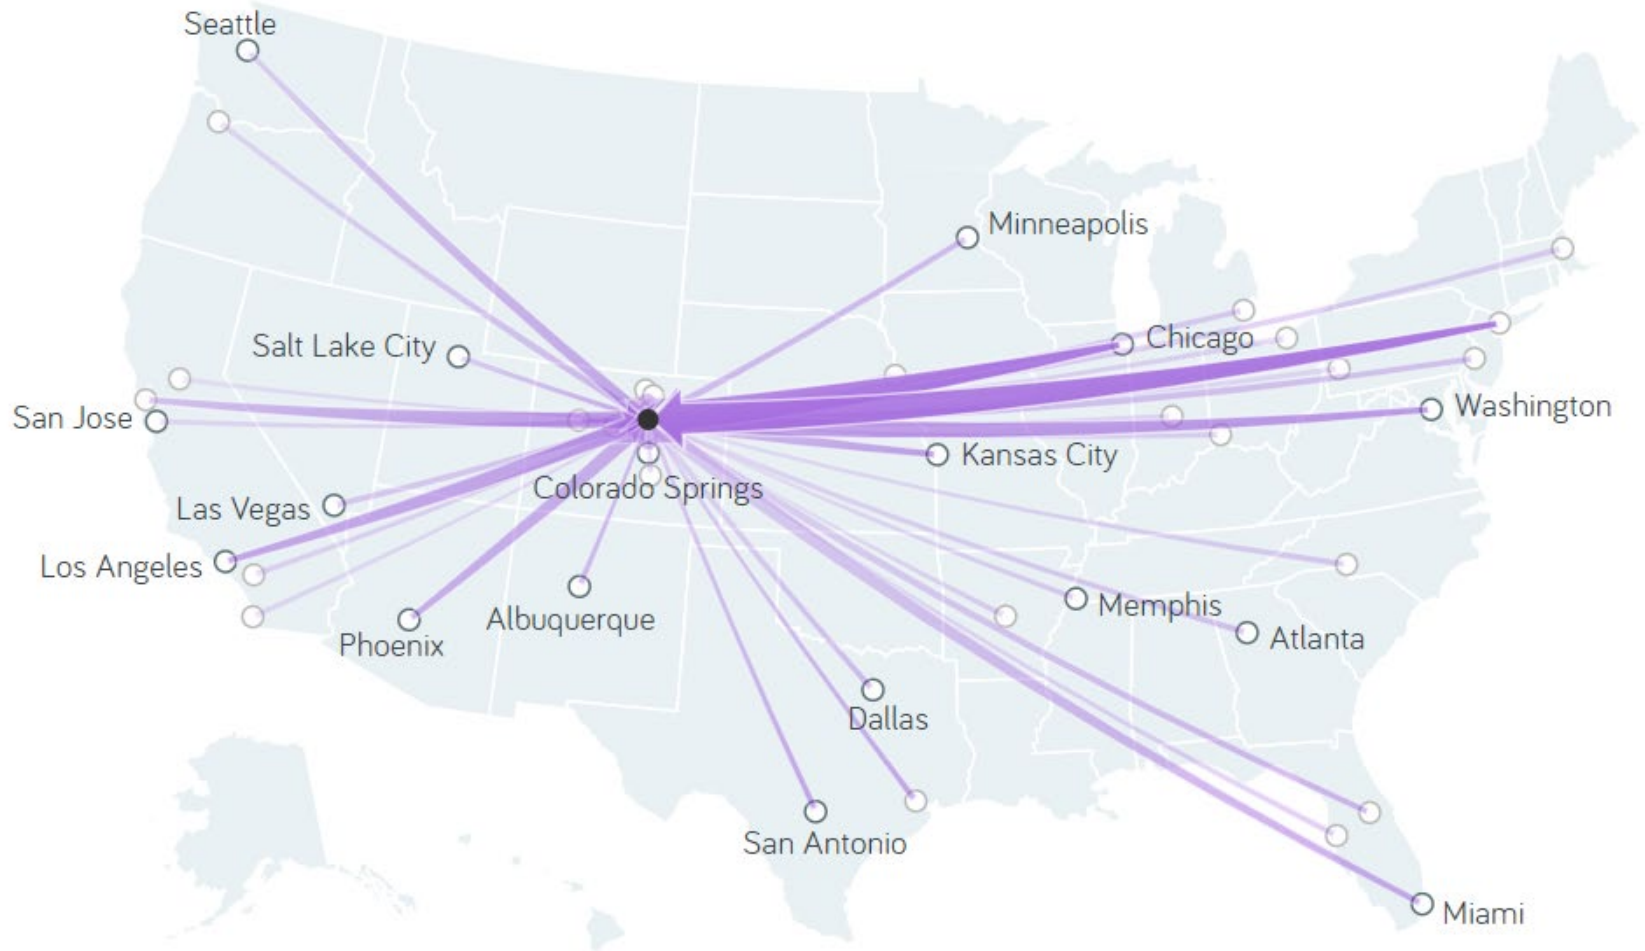 Seattle
Minneapolis
Salt Lake City
Chicago
San Jose
Washington
Kansas City
Colorado Springs
Las Vegas
Los Angeles
Memphis
Albuquerque
Phoenix
Atlanta
Dallas
San Antonio
Miami